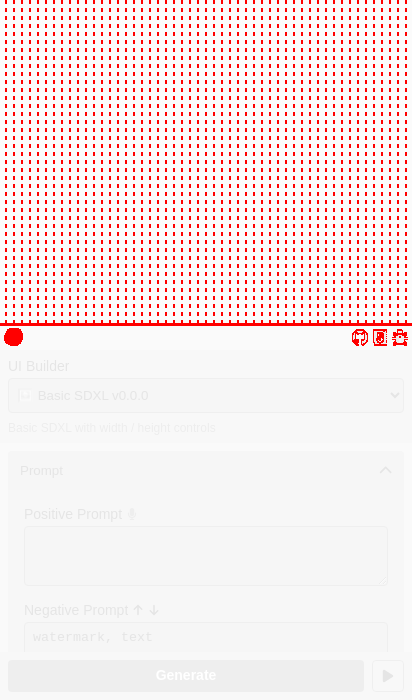 UI Builder
Basic SDXL v0.0.0
Basic SDXL with width / height controls
Prompt
Positive Prompt
Negative Prompt
watermark, text
Generate